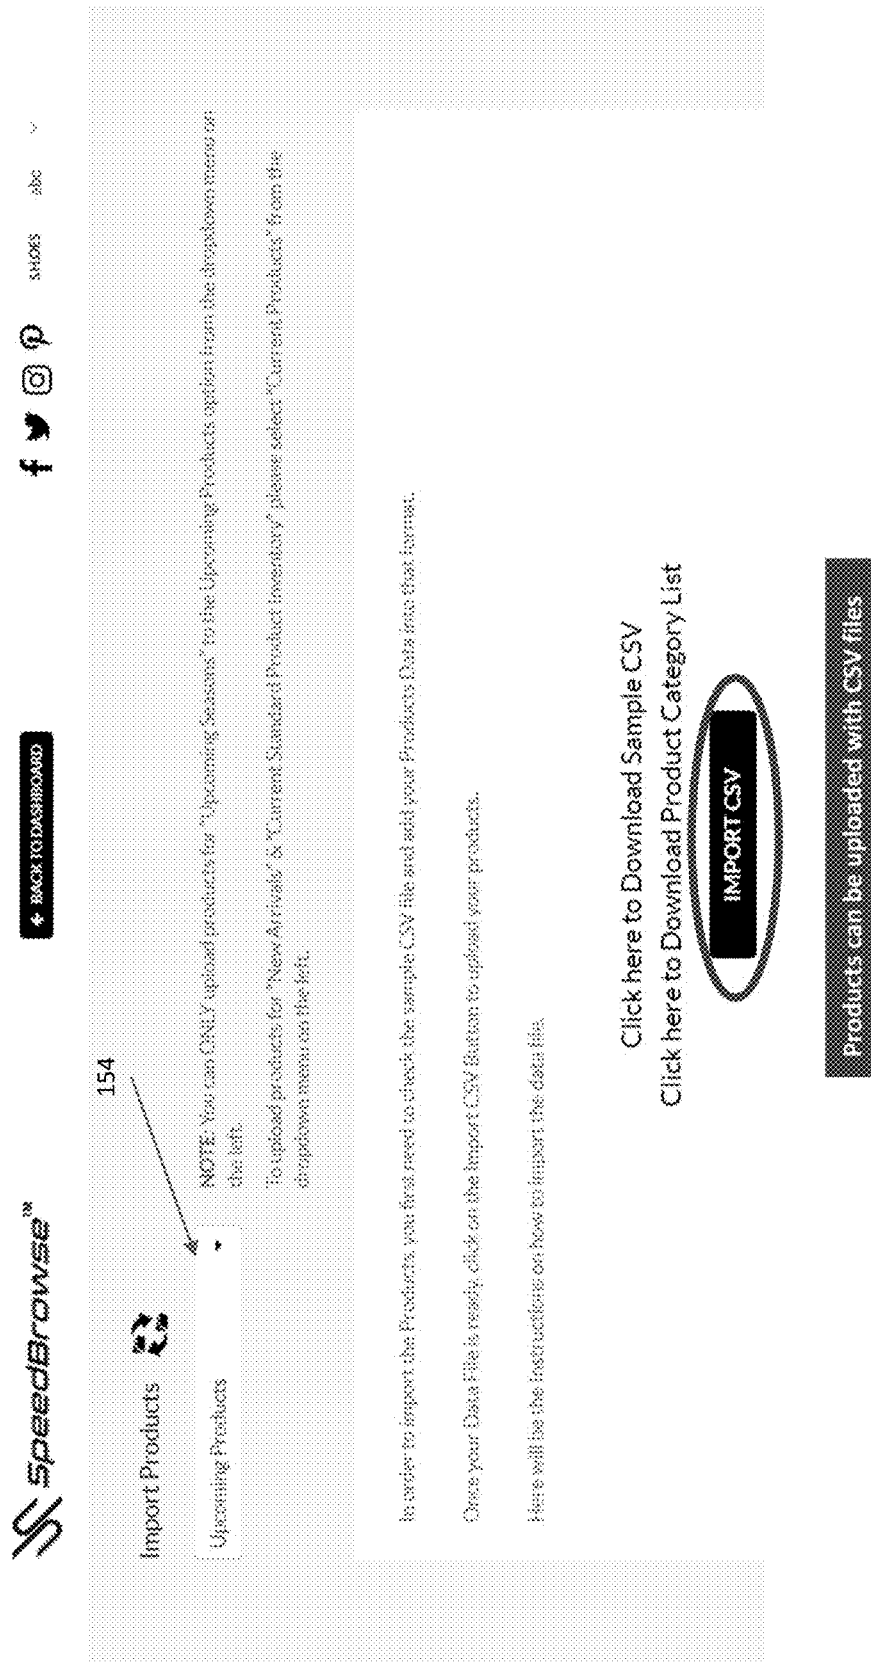 SpeedBrowse™
BACK TO DASHBOARD
SHOES
abc
154
Import Products
Upcoming Products
NOTE: You can ONLY upload products for "Upcoming Seasons" to the Upcoming Products option from the dropdown menu on
the left.
To upload products for "New Arrivals" & "Current Standard Product Inventory" please select "Current Products" from the
dropdown menu on the left.
In order to import the Products, you first need to check the sample CSV file and add your Products Data into that format.
Once your Data File is ready, click on the Import CSV Button to upload your products.
Here will be the instructions on how to import the data file.
Click here to Download Sample CSV
Click here to Download Product Category List
IMPORT CSV
Products can be uploaded with CSV files